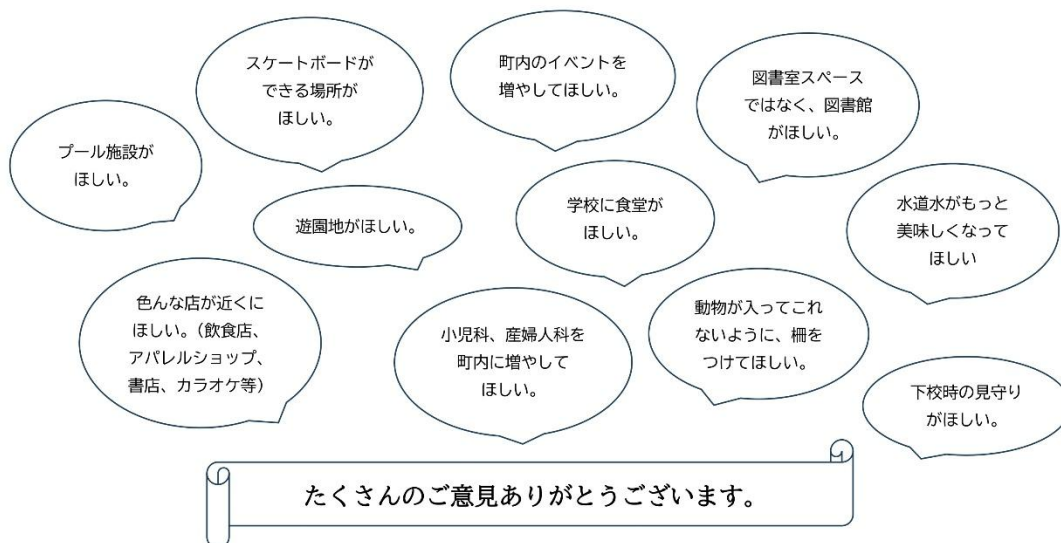 スケートボードが
できる場所が
ほしい。
町内のイベントを
増やしてほしい。
図書室スペース
ではなく、図書館
がほしい。
プール施設が
ほしい。
遊園地がほしい。
学校に食堂が
ほしい。
水道水がもっと
美味しくなって
ほしい
色んな店が近くに
ほしい。（飲食店、
アパレルショップ、
書店、カラオケ等）
小児科、産婦人科を
町内に増やして
ほしい。
動物が入ってこれ
ないように、柵を
つけてほしい。
下校時の見守り
がほしい。
たくさんのご意見ありがとうございます。